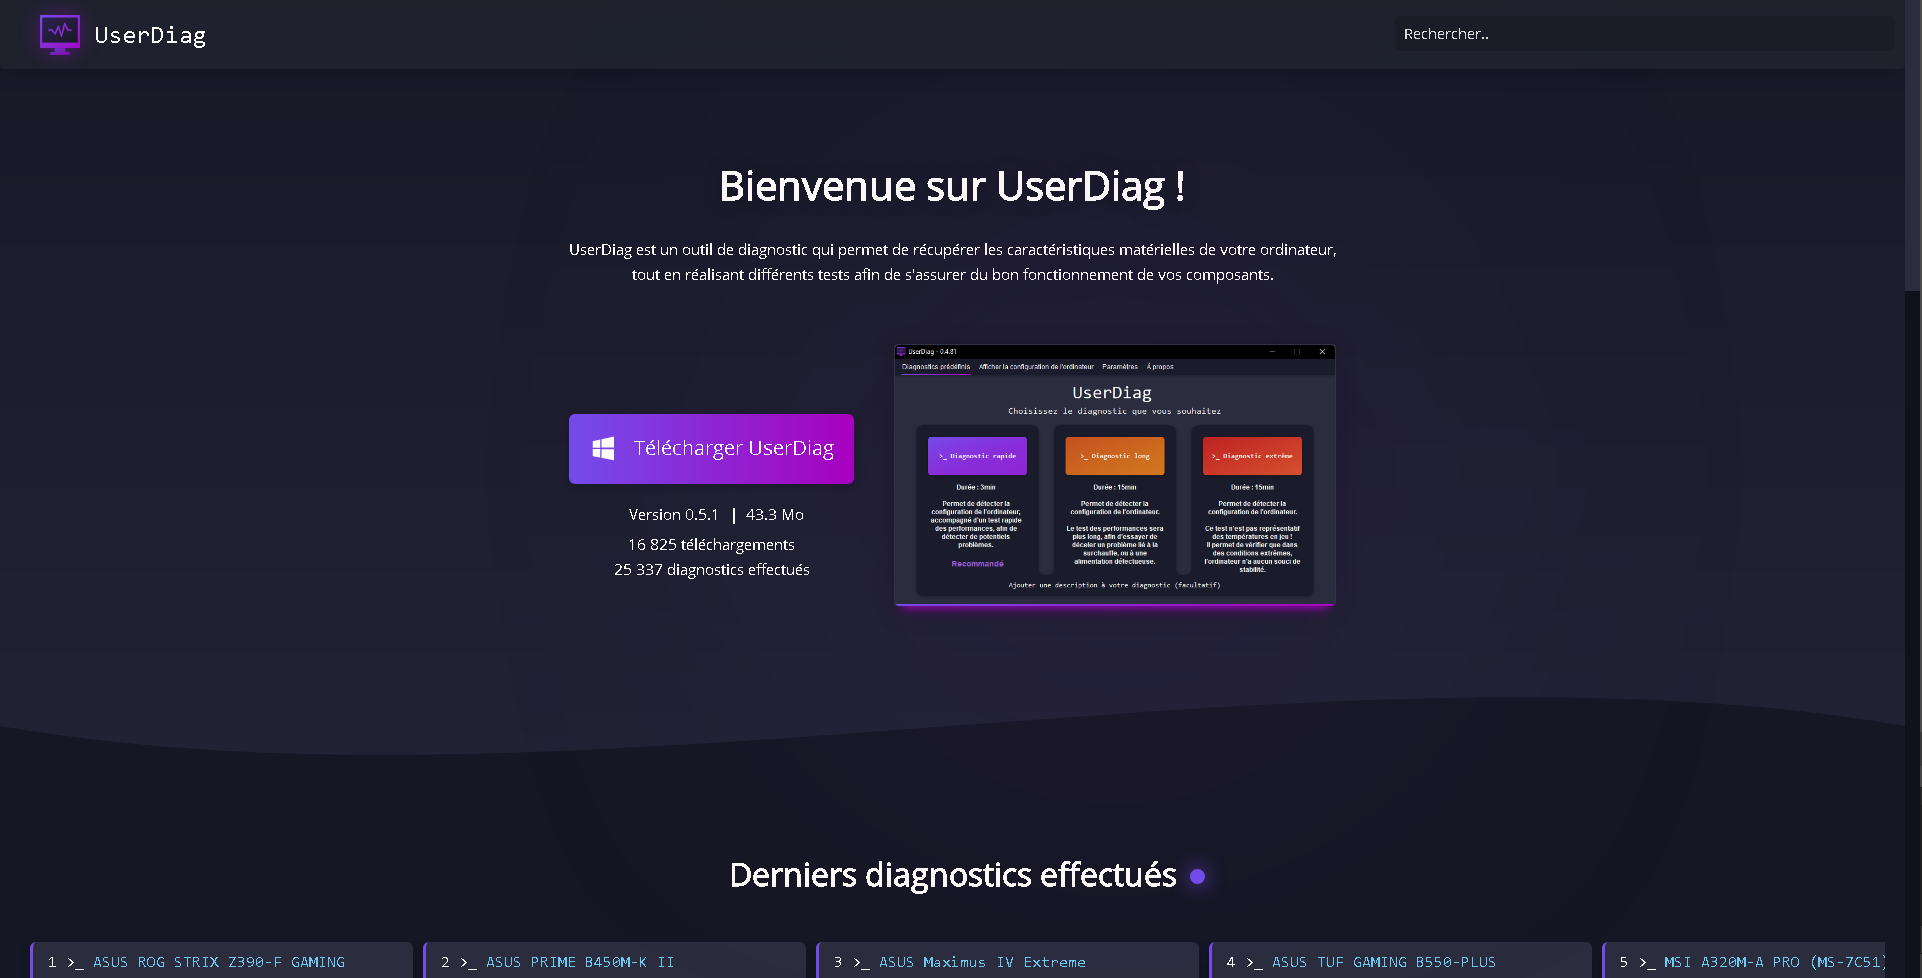 UserDiag
Rechercher..
Bienvenue sur UserDiag !
UserDiag est un outil de diagnostic qui permet de récupérer les caractéristiques matérielles de votre ordinateur,
tout en réalisant différents tests afin de s'assurer du bon fonctionnement de vos composants.
Télécharger UserDiag
Version 0.5.1 | 43.3 Mo
16 825 téléchargements
25 337 diagnostics effectués
UserDiag - 0.4.81
Diagnostics prédéfinis Afficher la configuration de l'ordinateur Paramètres À propos
UserDiag
Choisissez le diagnostic que vous souhaitez
>_ Diagnostic rapide
Durée : 3min
Permet de détecter la
configuration de l'ordinateur,
accompagné d'un test rapide
des performances, afin de
détecter de potentiels
problèmes.
Recommandé
>_ Diagnostic long
Durée : 15min
Permet de détecter la
configuration de l'ordinateur.
Le test des performances sera
plus long, afin d'essayer de
déceler un problème lié à la
surchauffe, ou à une
alimentation défectueuse.
>_ Diagnostic extrême
Durée : 15min
Permet de détecter la
configuration de l'ordinateur.
Ce test n'est pas représentatif
des températures en jeu !
Il permet de vérifier que dans
des conditions extrêmes,
l'ordinateur n'a aucun souci de
stabilité.
Ajouter une description à votre diagnostic (facultatif)
Derniers diagnostics effectués
1 >_ ASUS ROG STRIX Z390-F GAMING
2 >_ ASUS PRIME B450M-K II
3 >_ ASUS Maximus IV Extreme
4 >_ ASUS TUF GAMING B550-PLUS
5 >_ MSI A320M-A PRO (MS-7C51)